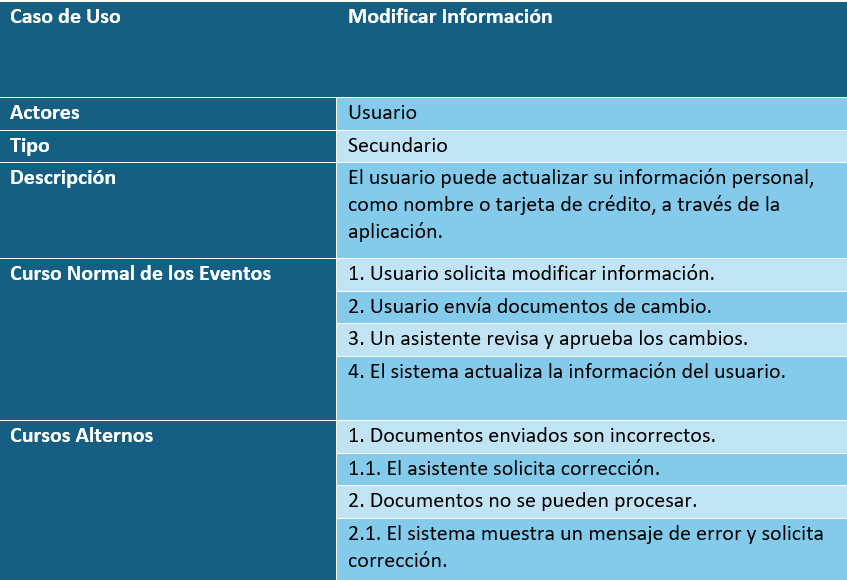 Caso de Uso
Modificar Información
Actores
Usuario
Tipo
Secundario
Descripción
El usuario puede actualizar su información personal,
como nombre o tarjeta de crédito, a través de la
aplicación.
Curso Normal de los Eventos
1. Usuario solicita modificar información.
2. Usuario envía documentos de cambio.
3. Un asistente revisa y aprueba los cambios.
4. El sistema actualiza la información del usuario.
Cursos Alternos
1. Documentos enviados son incorrectos.
1.1. El asistente solicita corrección.
2. Documentos no se pueden procesar.
2.1. El sistema muestra un mensaje de error y solicita
corrección.